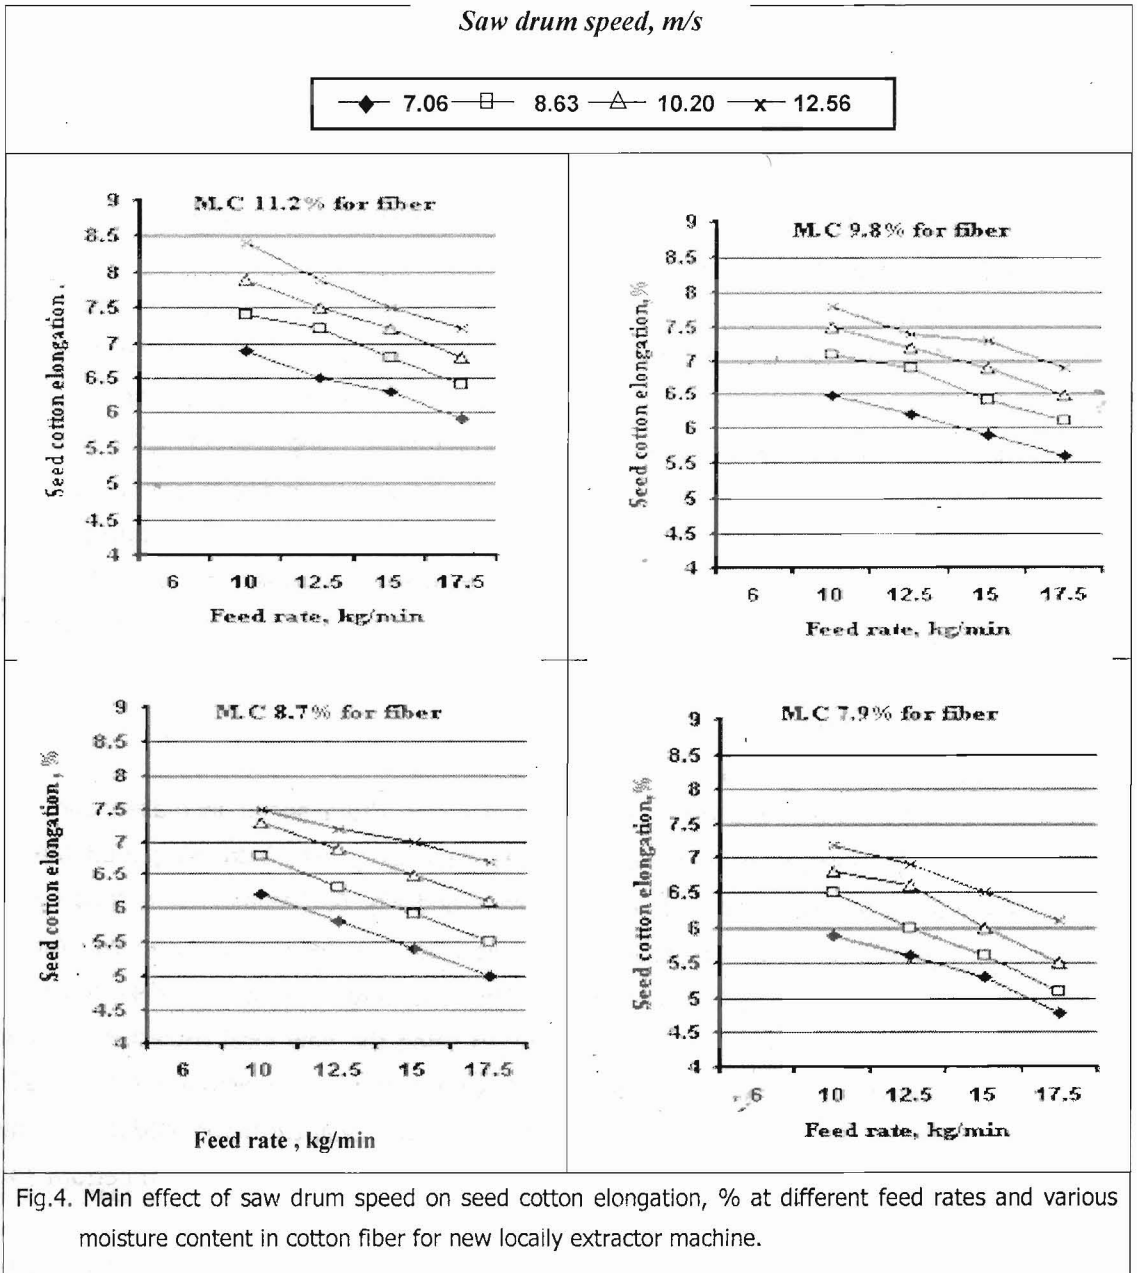 Saw drum speed, m/s
7.06 8.63 10.20 12.56
M.C 11.2% for fiber
Seed cotton elongation .
9
8.5
8
7.5
7
6.5
6
5.5
5
4.5
4
6 10 12.5 15 17.5
Feed rate, kg/min
M.C 9.8% for fiber
Seed cotton elongation,%
9
8.5
8
7.5
7
6.5
6
5.5
5
4.5
4
6 10 12.5 15 17.5
Feed rate, kg/min
M.C 8.7% for fiber
Seed cotton elongation, %
9
8.5
8
7.5
7
6.5
6
5.5
5
4.5
4
6 10 12.5 15 17.5
Feed rate , kg/min
M.C 7.9% for fiber
Seed cotton elongation,%
9
8.5
8
7.5
7
6.5
6
5.5
5
4.5
4
6 10 12.5 15 17.5
Feed rate, kg/min
Fig.4. Main effect of saw drum speed on seed cotton elongation, % at different feed rates and various
moisture content in cotton fiber for new locally extractor machine.